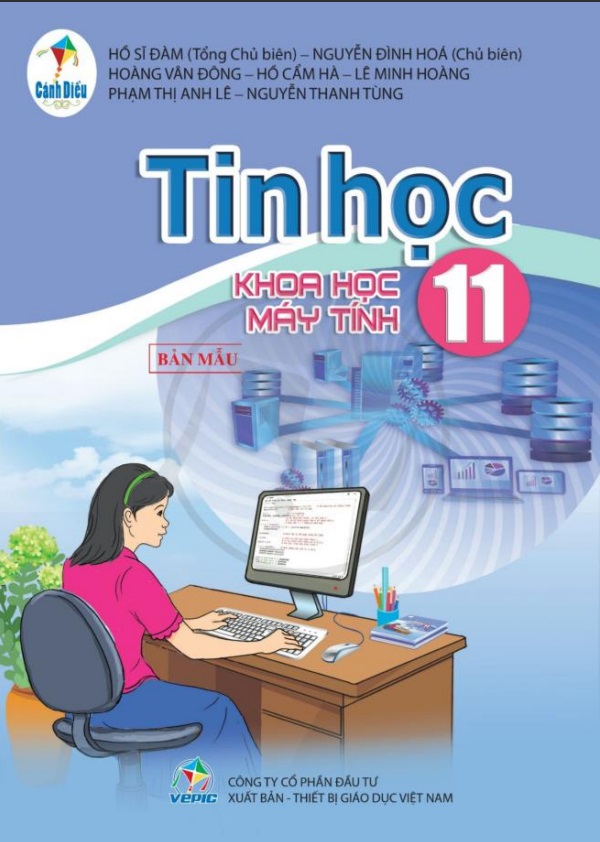 Cánh Diều
HỒ SĨ ĐÀM (Tổng Chủ biên) – NGUYỄN ĐÌNH HOÁ (Chủ biên)
HOÀNG VÂN ĐÔNG – HỒ CẨM HÀ – LÊ MINH HOÀNG
PHẠM THỊ ANH LÊ – NGUYỄN THANH TÙNG
Tin học
KHOA HỌC
MÁY TÍNH
11
BẢN MẪU
VEPIC
CÔNG TY CỔ PHẦN ĐẦU TƯ
XUẤT BẢN - THIẾT BỊ GIÁO DỤC VIỆT NAM